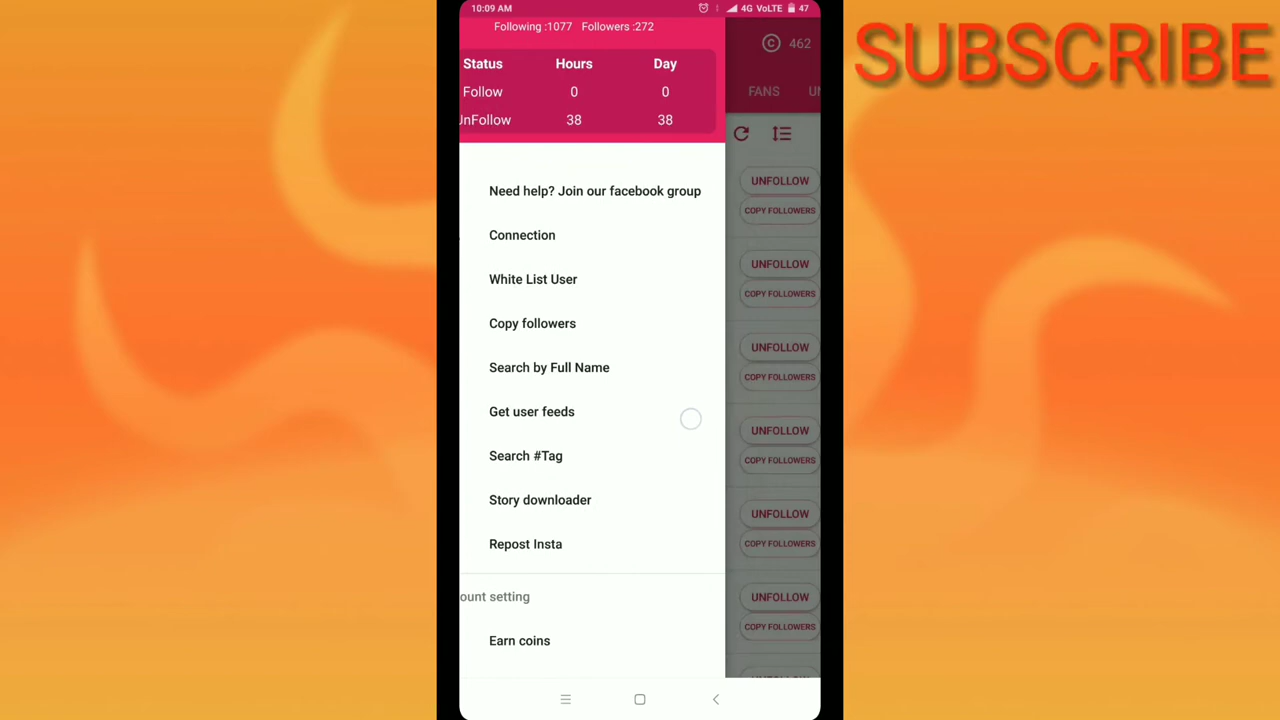 10:09 AM
4G VoLTE
47
Following :1077 Followers :272
Status Hours Day
Follow 0 0
UnFollow 38 38
Need help? Join our facebook group
Connection
White List User
Copy followers
Search by Full Name
Get user feeds
Search #Tag
Story downloader
Repost Insta
ount setting
Earn coins
C 462
FANS UN
UNFOLLOW
COPY FOLLOWERS
UNFOLLOW
COPY FOLLOWERS
UNFOLLOW
COPY FOLLOWERS
UNFOLLOW
COPY FOLLOWERS
UNFOLLOW
COPY FOLLOWERS
UNFOLLOW
COPY FOLLOWERS
SUBSCRIBE